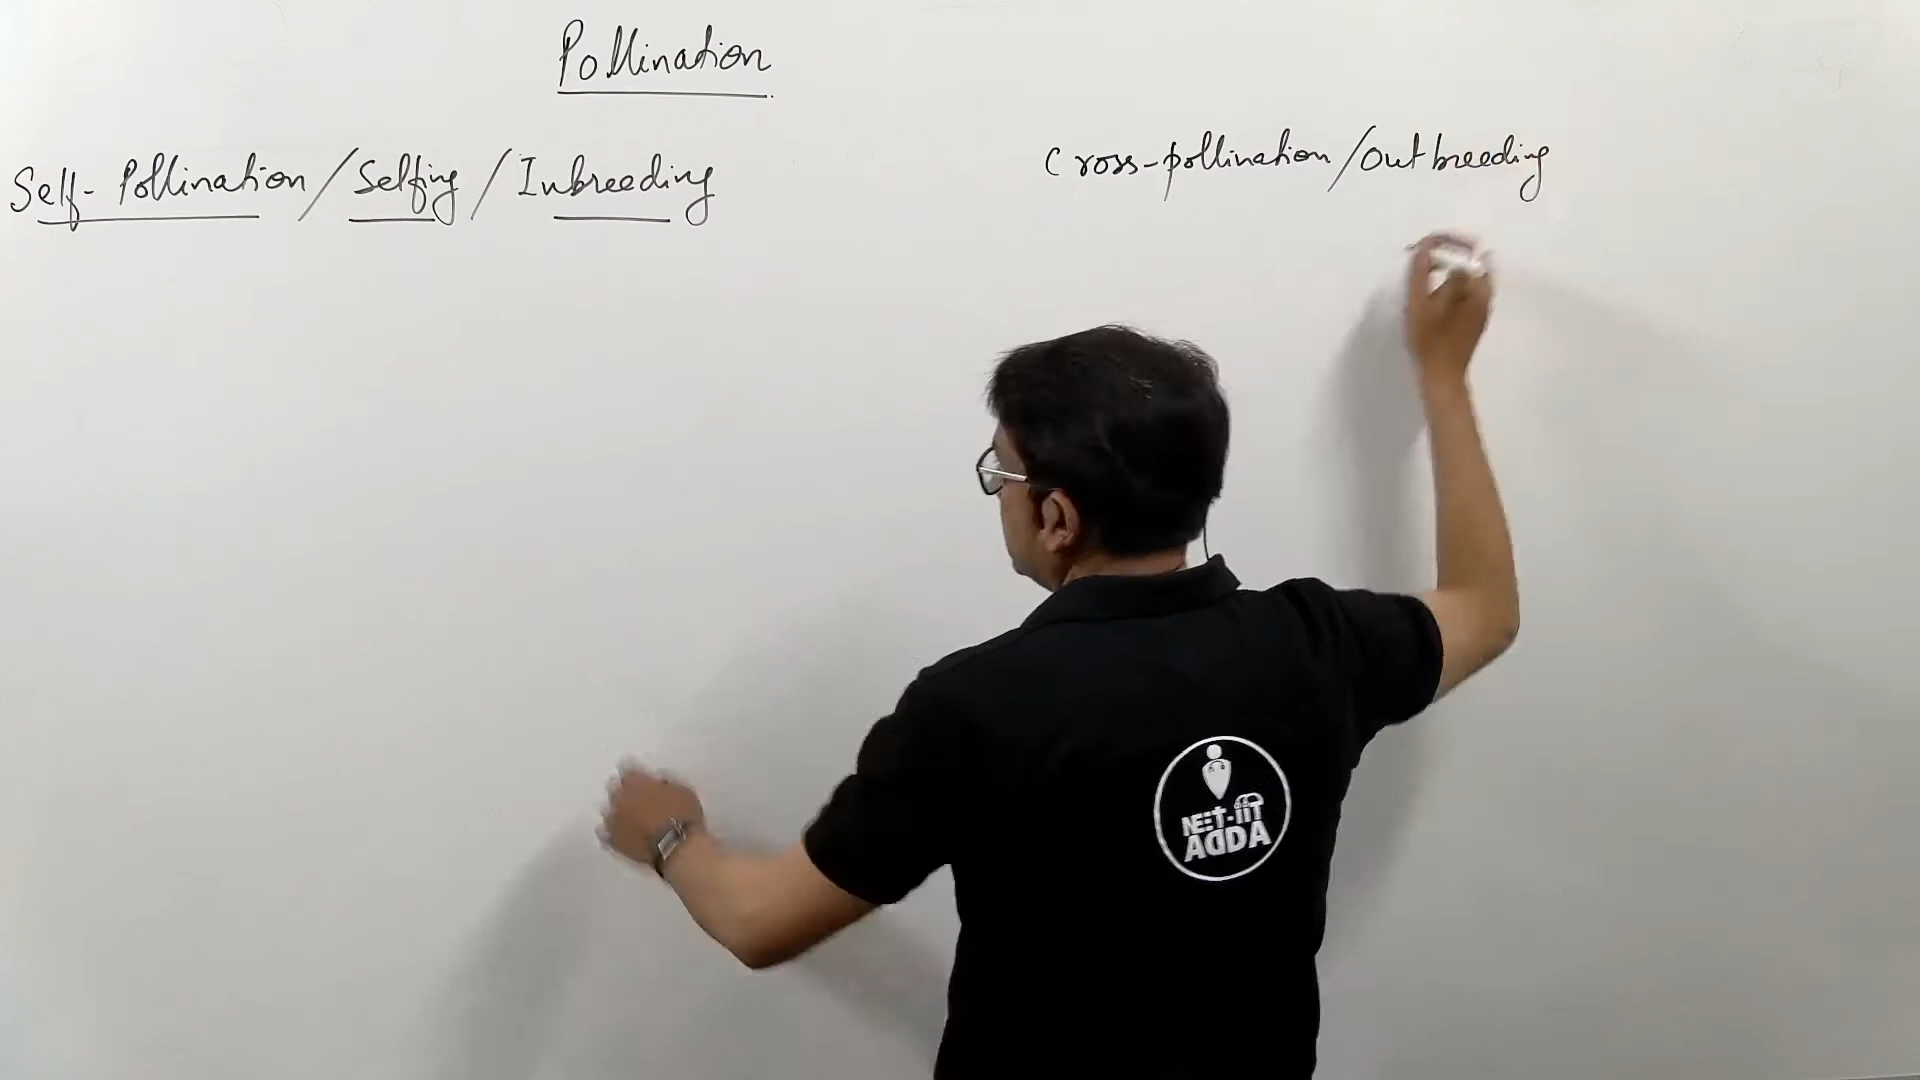 Pollination
Self-Pollination/Selfing/Inbreeding
Cross-pollination/Outbreeding
NEET-IIT
ADDA